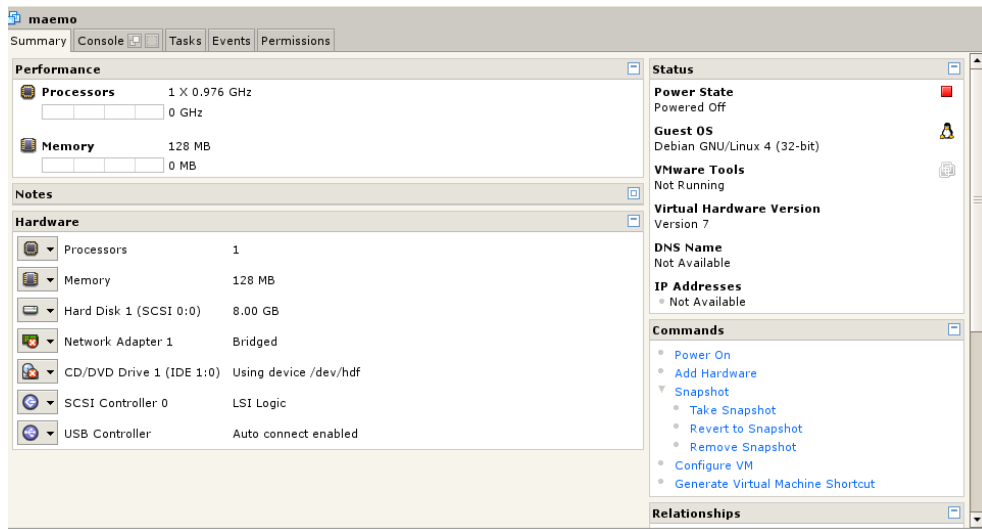 maemo
Summary Console Tasks Events Permissions
Performance
Processors 1 X 0.976 GHz
0 GHz
Memory 128 MB
0 MB
Notes
Hardware
Processors 1
Memory 128 MB
Hard Disk 1 (SCSI 0:0) 8.00 GB
Network Adapter 1 Bridged
CD/DVD Drive 1 (IDE 1:0) Using device /dev/hdf
SCSI Controller 0 LSI Logic
USB Controller Auto connect enabled
Status
Power State
Powered Off
Guest OS
Debian GNU/Linux 4 (32-bit)
VMware Tools
Not Running
Virtual Hardware Version
Version 7
DNS Name
Not Available
IP Addresses
Not Available
Commands
Power On
Add Hardware
Snapshot
Take Snapshot
Revert to Snapshot
Remove Snapshot
Configure VM
Generate Virtual Machine Shortcut
Relationships